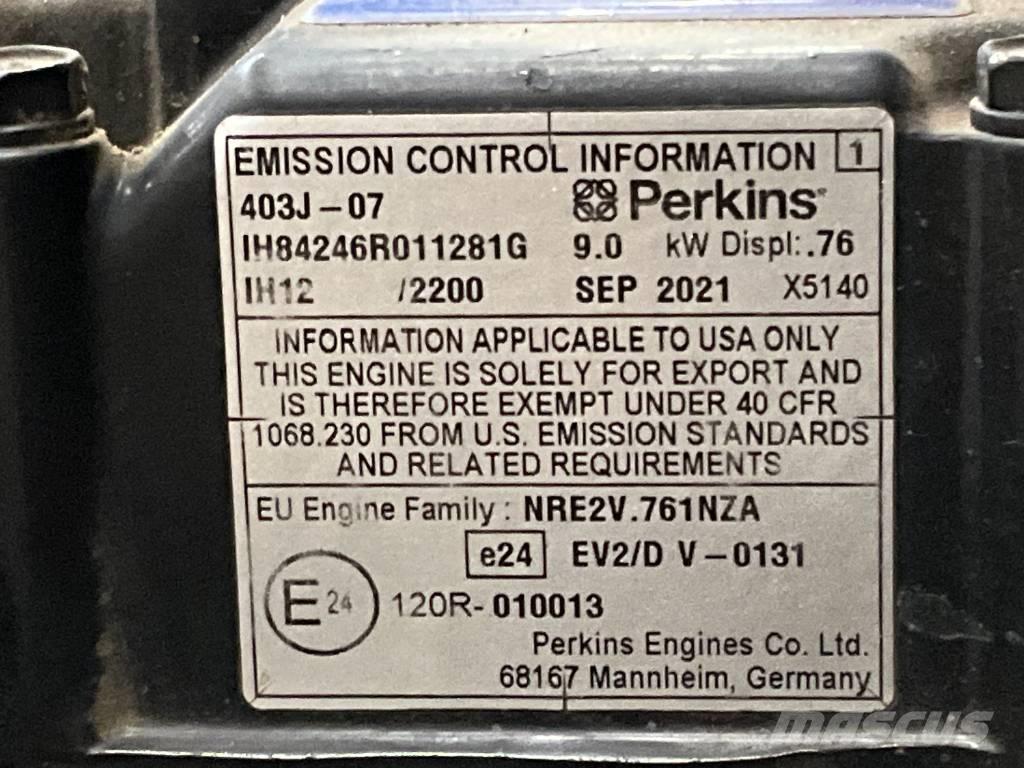 EMISSION CONTROL INFORMATION 1
403J-07 Perkins
IH84246R011281G 9.0 kW Displ: .76
IH12 /2200 SEP 2021 X5140
INFORMATION APPLICABLE TO USA ONLY
THIS ENGINE IS SOLELY FOR EXPORT AND
IS THEREFORE EXEMPT UNDER 40 CFR
1068.230 FROM U.S. EMISSION STANDARDS
AND RELATED REQUIREMENTS
EU Engine Family : NRE2V.761NZA
e24 EV2/D V-0131
E 24 120R-010013
Perkins Engines Co. Ltd.
68167 Mannheim, Germany
mascus